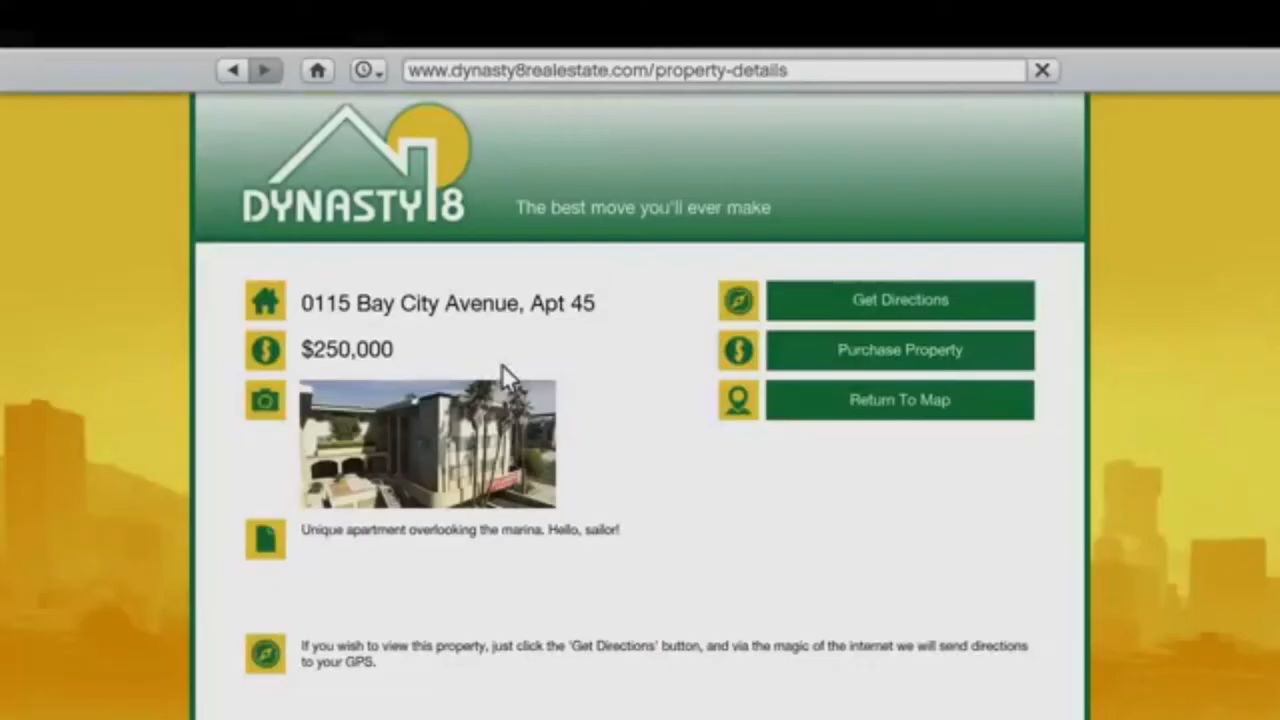 www.dynasty8realestate.com/property-details
DYNASTY 8
The best move you'll ever make
0115 Bay City Avenue, Apt 45
$250,000
Unique apartment overlooking the marina. Hello, sailor!
Get Directions
Purchase Property
Return To Map
If you wish to view this property, just click the 'Get Directions' button, and via the magic of the internet we will send directions
to your GPS.